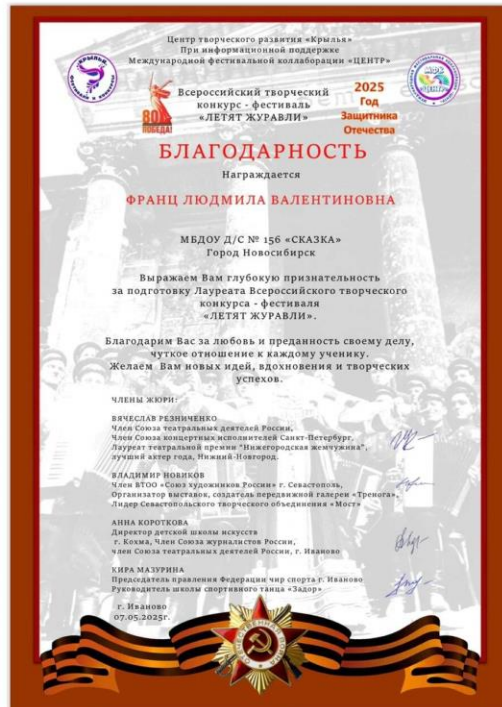 Центр творческого развития «Крылья»
При информационной поддержке
Международной фестивальной коллаборации «ЦЕНТР»
КРЫЛЬЯ
ФЕСТИВАЛИ И КОНКУРСЫ
80
ПОБЕДА!
Всероссийский творческий
конкурс - фестиваль
«ЛЕТЯТ ЖУРАВЛИ»
2025
Год
Защитника
Отечества
МФК
«ЦЕНТР»
БЛАГОДАРНОСТЬ
Награждается
ФРАНЦ ЛЮДМИЛА ВАЛЕНТИНОВНА
МБДОУ Д/С № 156 «СКАЗКА»
Город Новосибирск
Выражаем Вам глубокую признательность
за подготовку Лауреата Всероссийского творческого
конкурса - фестиваля
«ЛЕТЯТ ЖУРАВЛИ».
Благодарим Вас за любовь и преданность своему делу,
чуткое отношение к каждому ученику.
Желаем Вам новых идей, вдохновения и творческих
успехов.
ЧЛЕНЫ ЖЮРИ:
ВЯЧЕСЛАВ РЕЗНИЧЕНКО
Член Союза театральных деятелей России,
Член Союза концертных исполнителей Санкт-Петербург,
Лауреат театральной премии "Нижегородская жемчужина",
лучший актер года, Нижний-Новгород.
ВЛАДИМИР НОВИКОВ
Член ВТОО «Союз художников России» г. Севастополь,
Организатор выставок, создатель передвижной галереи «Тренога»,
Лидер Севастопольского творческого объединения «Мост»
АННА КОРОТКОВА
Директор детской школы искусств
г. Кохма, Член Союза журналистов России,
член Союза театральных деятелей России, г. Иваново
КИРА МАЗУРИНА
Председатель правления Федерации чир спорта г. Иваново
Руководитель школы спортивного танца «Задор»
г. Иваново
07.05.2025г.
ОТЕЧЕСТВЕННАЯ ВОЙНА